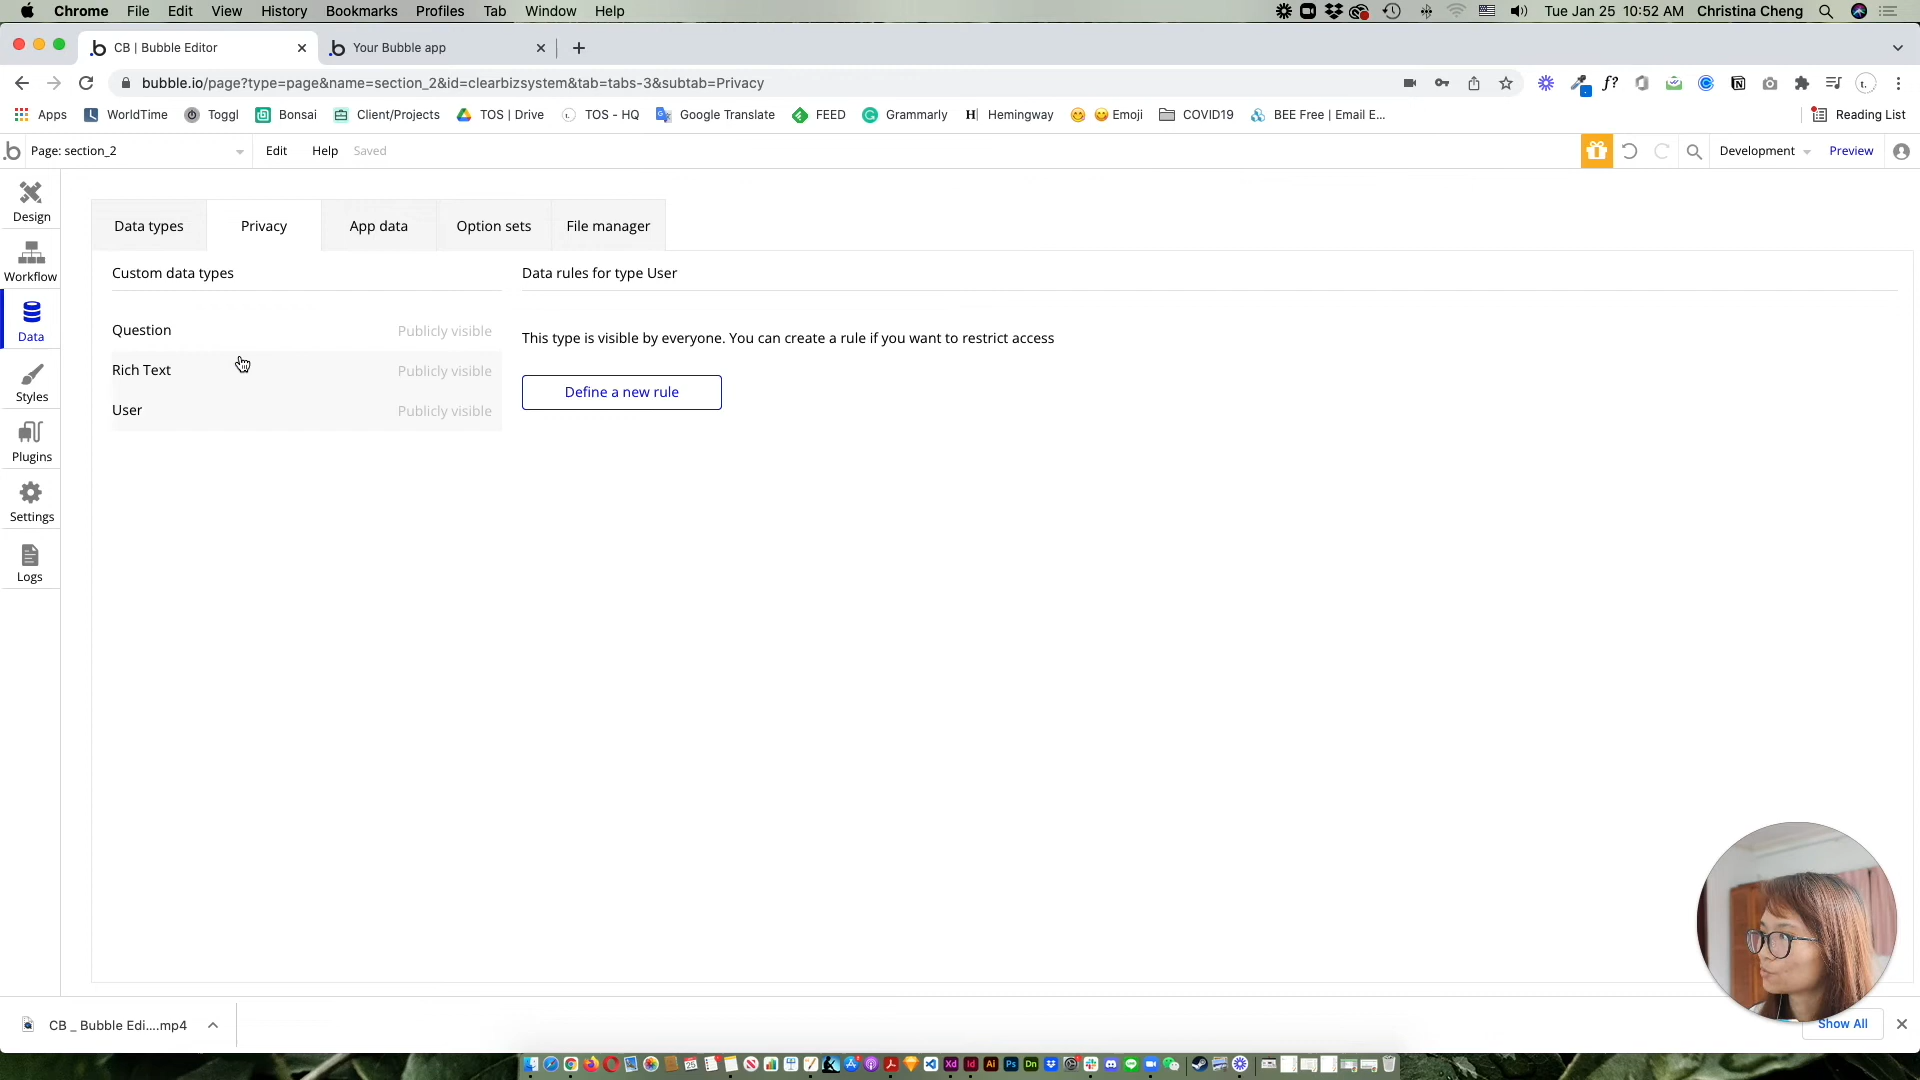 Chrome File Edit View History Bookmarks Profiles Tab Window Help Tue Jan 25 10:52 AM Christina Cheng
CB | Bubble Editor Your Bubble app
bubble.io/page?type=page&name=section_2&id=clearbizsystem&tab=tabs-3&subtab=Privacy
Apps WorldTime Toggl Bonsai Client/Projects TOS | Drive TOS - HQ Google Translate FEED Grammarly Hemingway Emoji COVID19 BEE Free | Email E... Reading List
Page: section_2 Edit Help Saved Development Preview
Design
Workflow
Data
Styles
Plugins
Settings
Logs
Data types Privacy App data Option sets File manager
Custom data types
Question Publicly visible
Rich Text Publicly visible
User Publicly visible
Data rules for type User
This type is visible by everyone. You can create a rule if you want to restrict access
Define a new rule
CB _ Bubble Edi....mp4 Show All